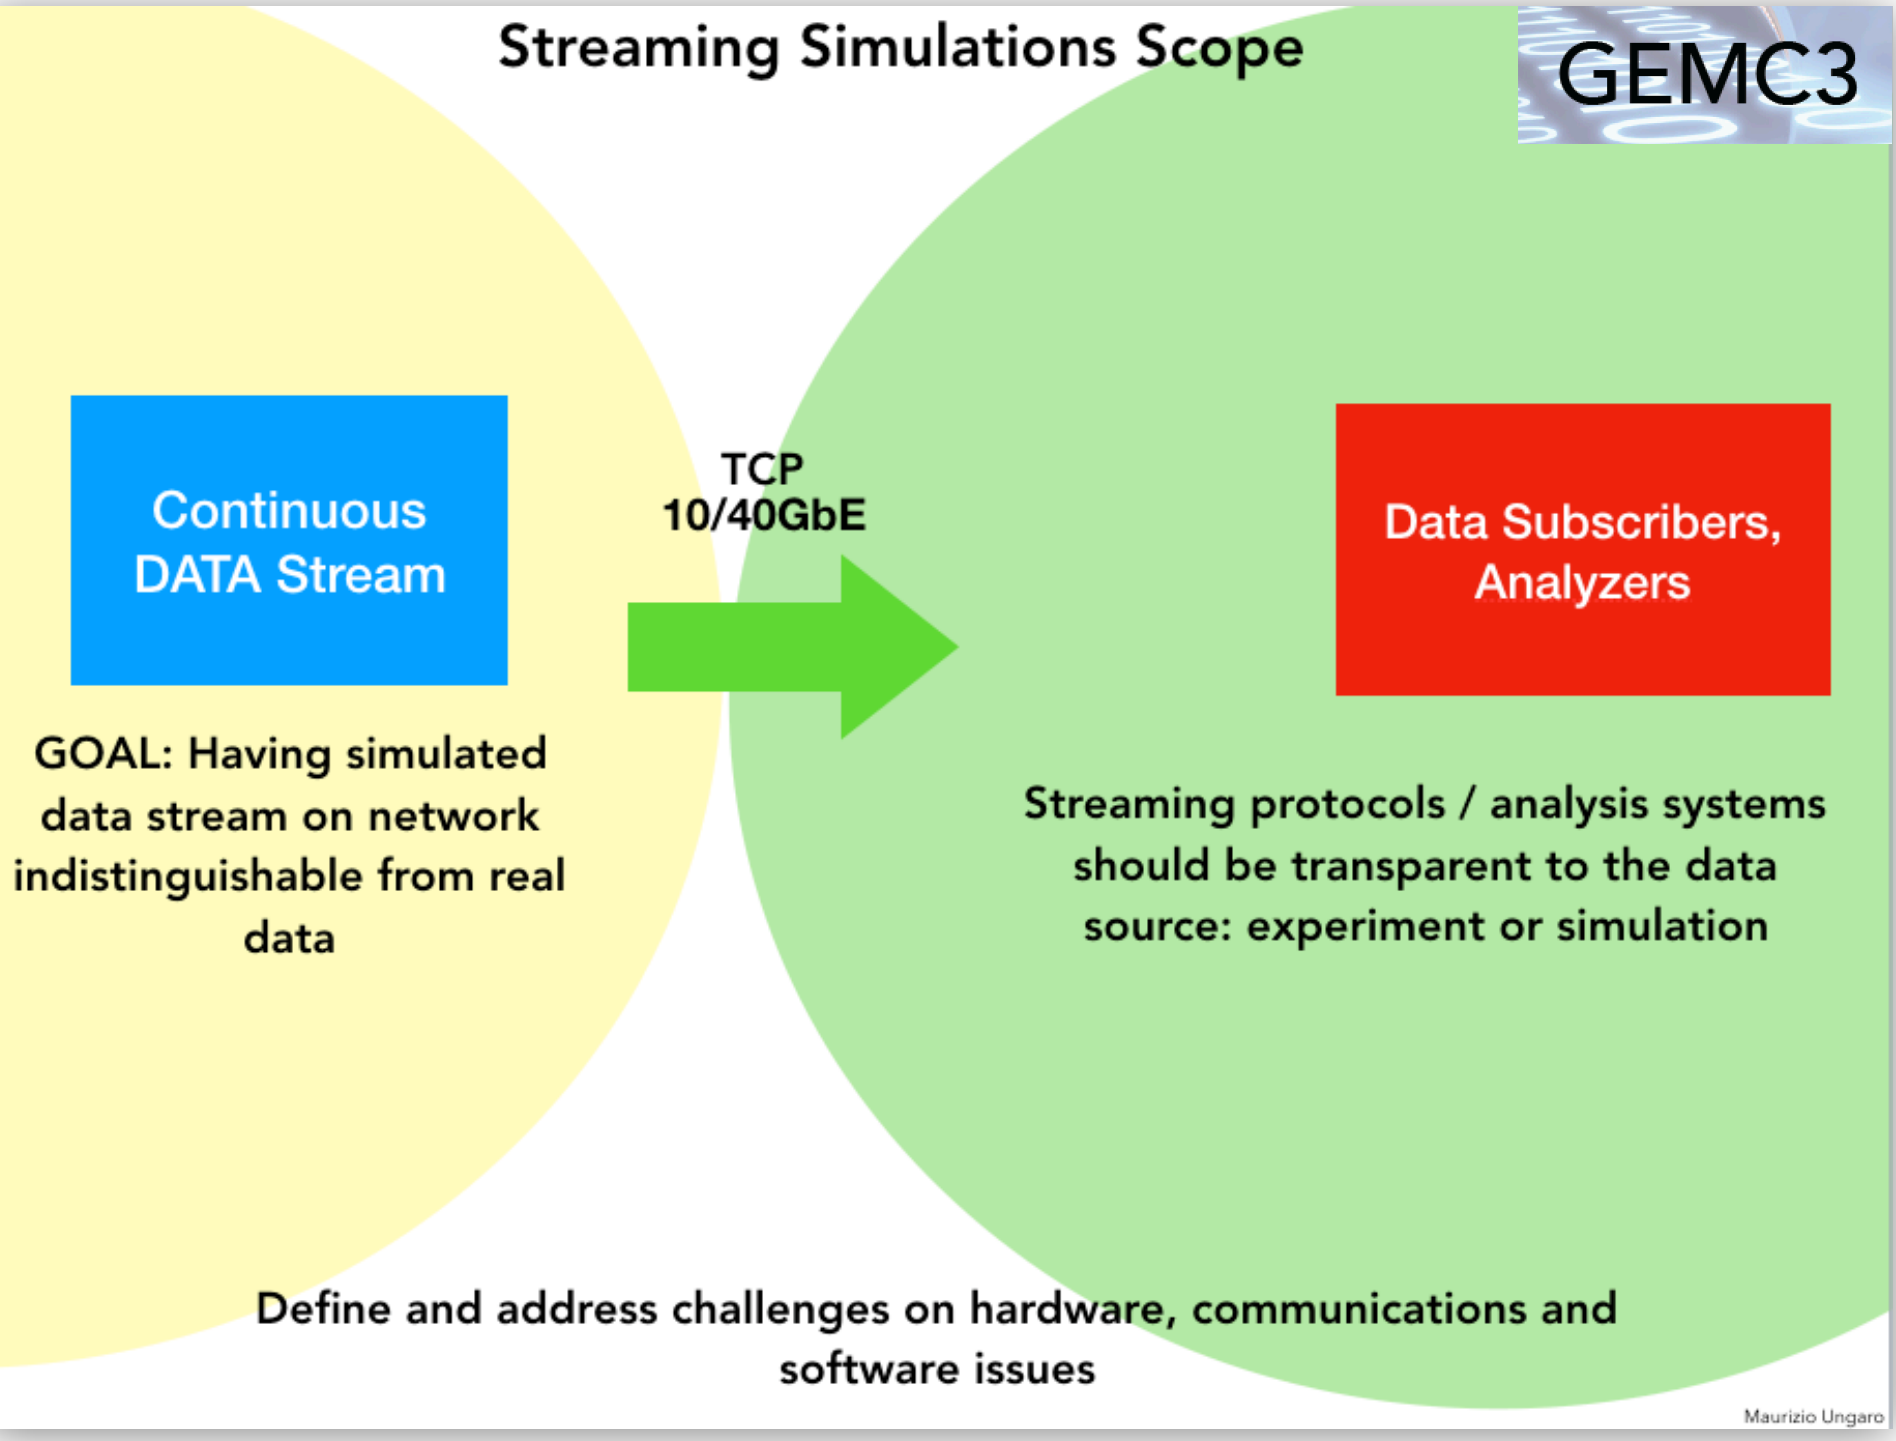 Streaming Simulations Scope
GEMC3
TCP
10/40GbE
Continuous
DATA Stream
Data Subscribers,
Analyzers
GOAL: Having simulated
data stream on network
indistinguishable from real
data
Streaming protocols / analysis systems
should be transparent to the data
source: experiment or simulation
Define and address challenges on hardware, communications and
software issues
Maurizio Ungaro